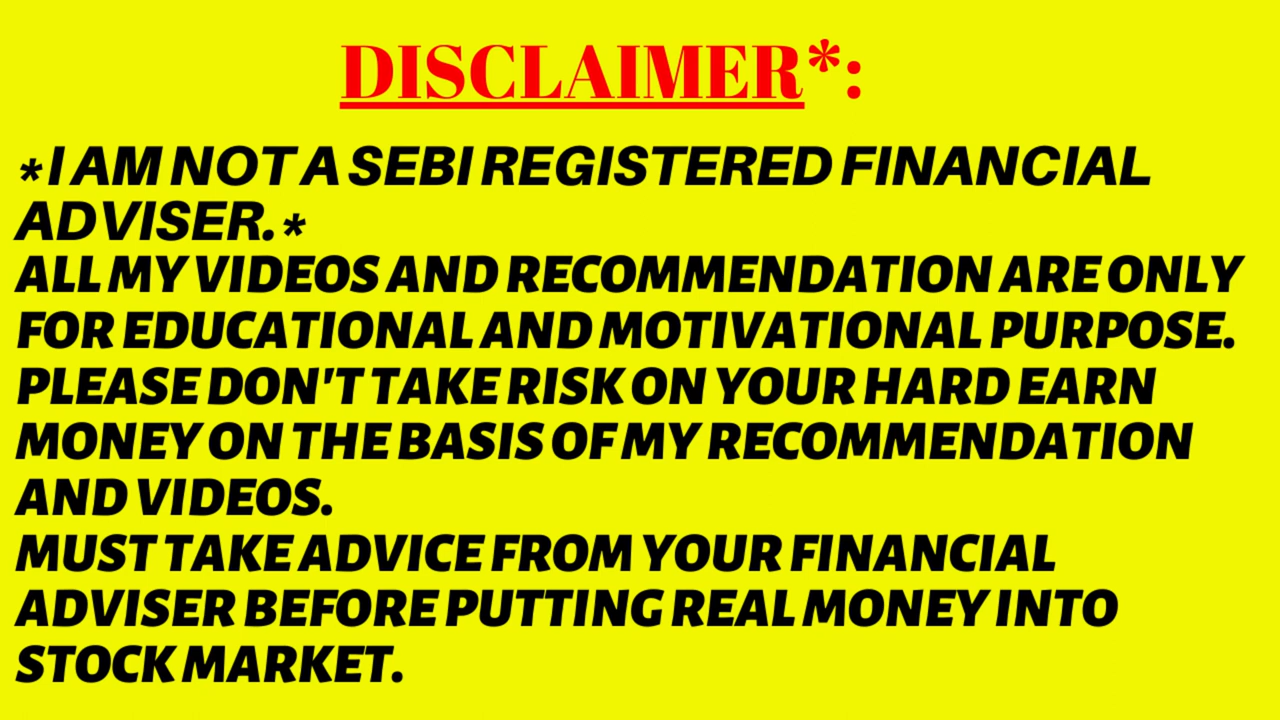 DISCLAIMER*:
*I AM NOT A SEBI REGISTERED FINANCIAL
ADVISER.*
ALL MY VIDEOS AND RECOMMENDATION ARE ONLY
FOR EDUCATIONAL AND MOTIVATIONAL PURPOSE.
PLEASE DON'T TAKE RISK ON YOUR HARD EARN
MONEY ON THE BASIS OF MY RECOMMENDATION
AND VIDEOS.
MUST TAKE ADVICE FROM YOUR FINANCIAL
ADVISER BEFORE PUTTING REAL MONEY INTO
STOCK MARKET.